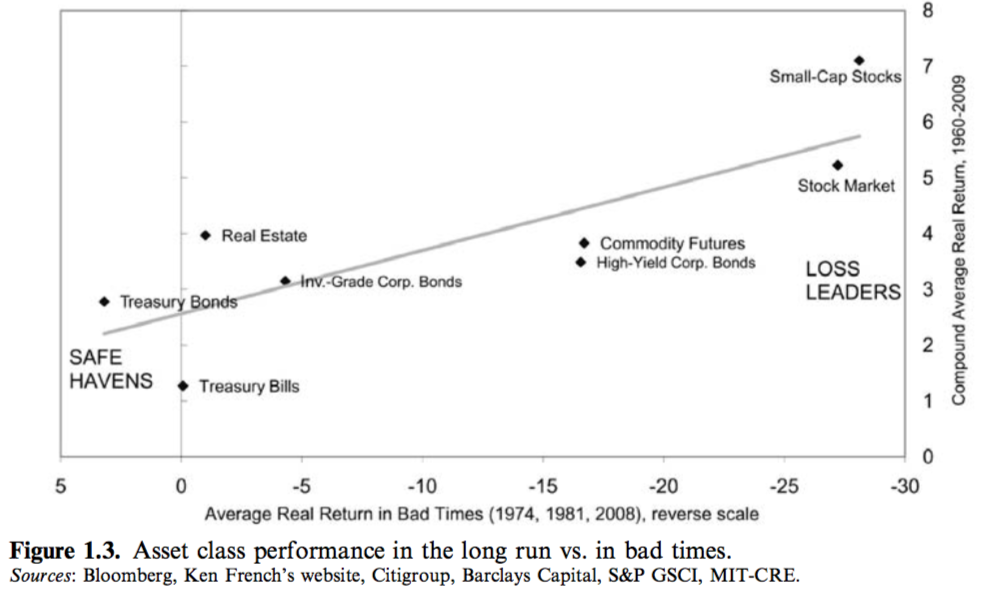 8
7
Small-Cap Stocks
6
5
Stock Market
4
Real Estate
Commodity Futures
High-Yield Corp. Bonds
LOSS
LEADERS
3
Inv.-Grade Corp. Bonds
Treasury Bonds
2
SAFE
HAVENS
Treasury Bills
1
0
Compound Average Real Return, 1960-2009
5 0 -5 -10 -15 -20 -25 -30
Average Real Return in Bad Times (1974, 1981, 2008), reverse scale
Figure 1.3. Asset class performance in the long run vs. in bad times.
Sources: Bloomberg, Ken French's website, Citigroup, Barclays Capital, S&P GSCI, MIT-CRE.